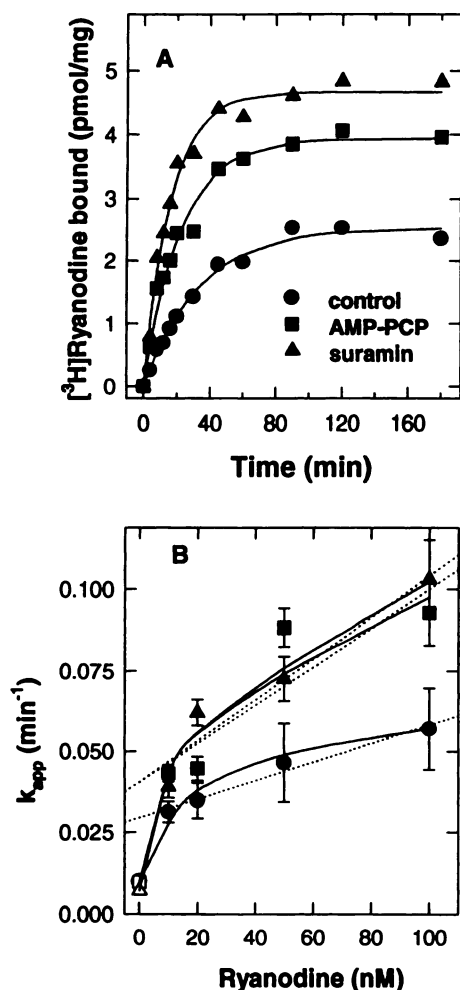 A
[³H]Ryanodine bound (pmol/mg)
5
4
3
2
1
0
control
AMP-PCP
suramin
0 40 80 120 160
Time (min)
B
k_app (min⁻¹)
0.100
0.075
0.050
0.025
0.000
0 20 40 60 80 100
Ryanodine (nM)